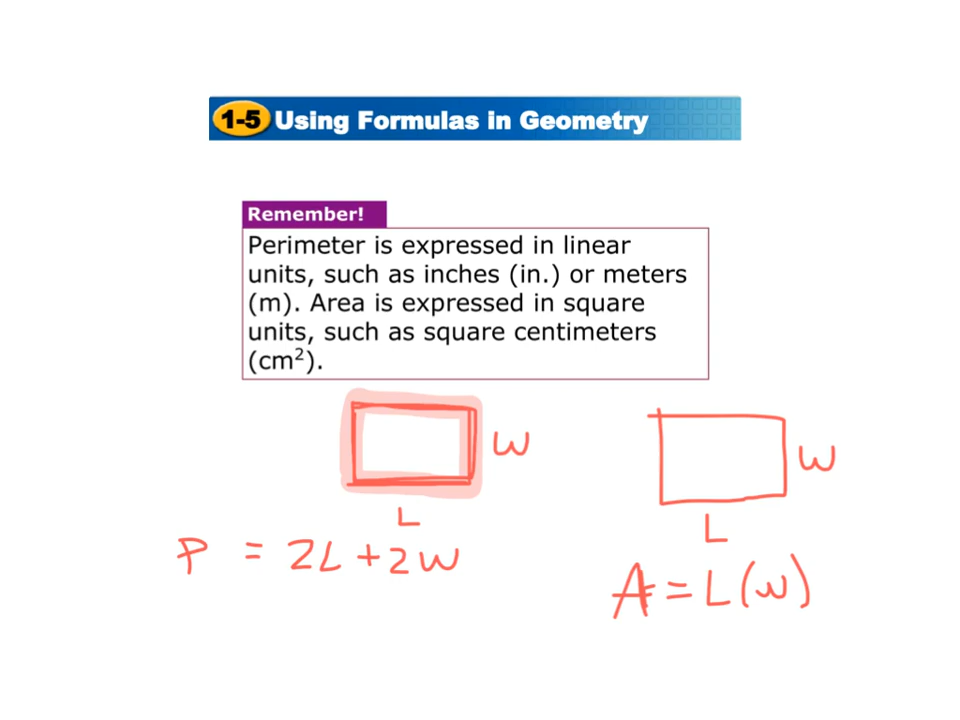 1-5 Using Formulas in Geometry
Remember!
Perimeter is expressed in linear
units, such as inches (in.) or meters
(m). Area is expressed in square
units, such as square centimeters
(cm²).
W
W
L
L
P = 2L + 2W
A = L(w)